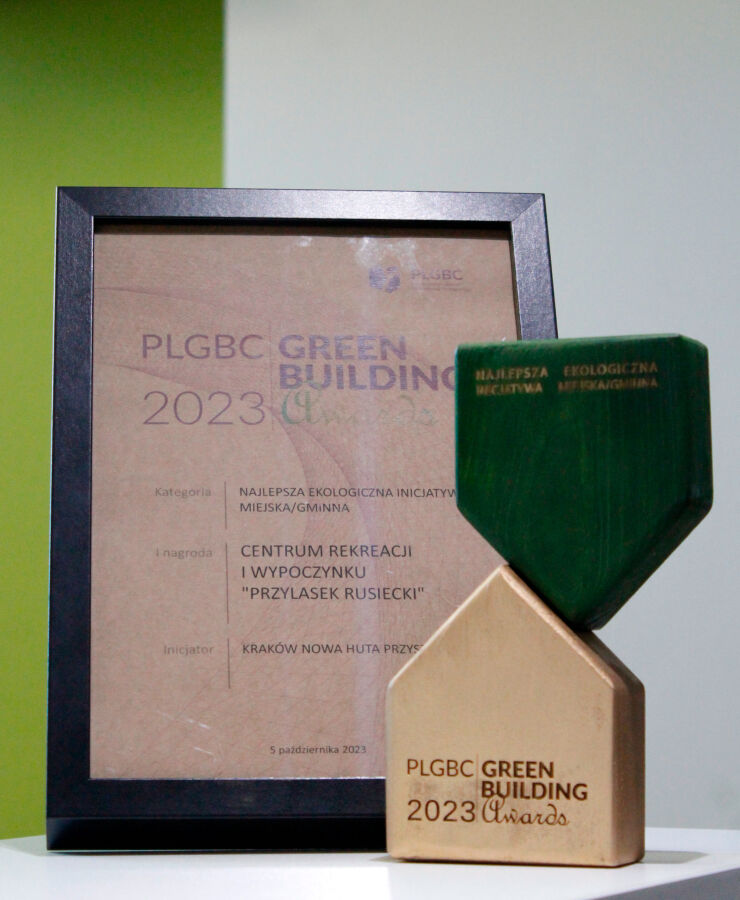 PLGBC
PLGBC GREEN
BUILDING
2023 Awards
Kategoria NAJLEPSZA EKOLOGICZNA INICJATYW
MIEJSKA/GMINNA
I nagroda CENTRUM REKREACJI
I WYPOCZYNKU
"PRZYLASEK RUSIECKI"
Inicjator KRAKÓW NOWA HUTA PRZYSZ
5 października 2023
NAJLEPSZA EKOLOGICZNA
INICJATYWA MIEJSKA/GMINNA
PLGBC GREEN
BUILDING
2023 Awards